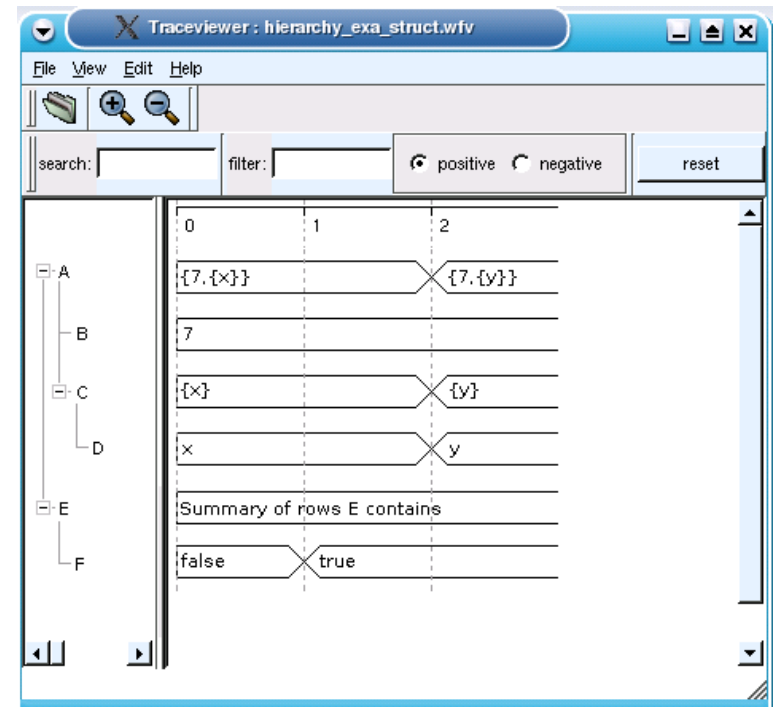 Traceviewer : hierarchy_exa_struct.wfv
File View Edit Help
search: filter: positive negative reset
0 1 2
A {7,{x}} {7,{y}}
B 7
C {x} {y}
D x y
E Summary of rows E contains
F false true